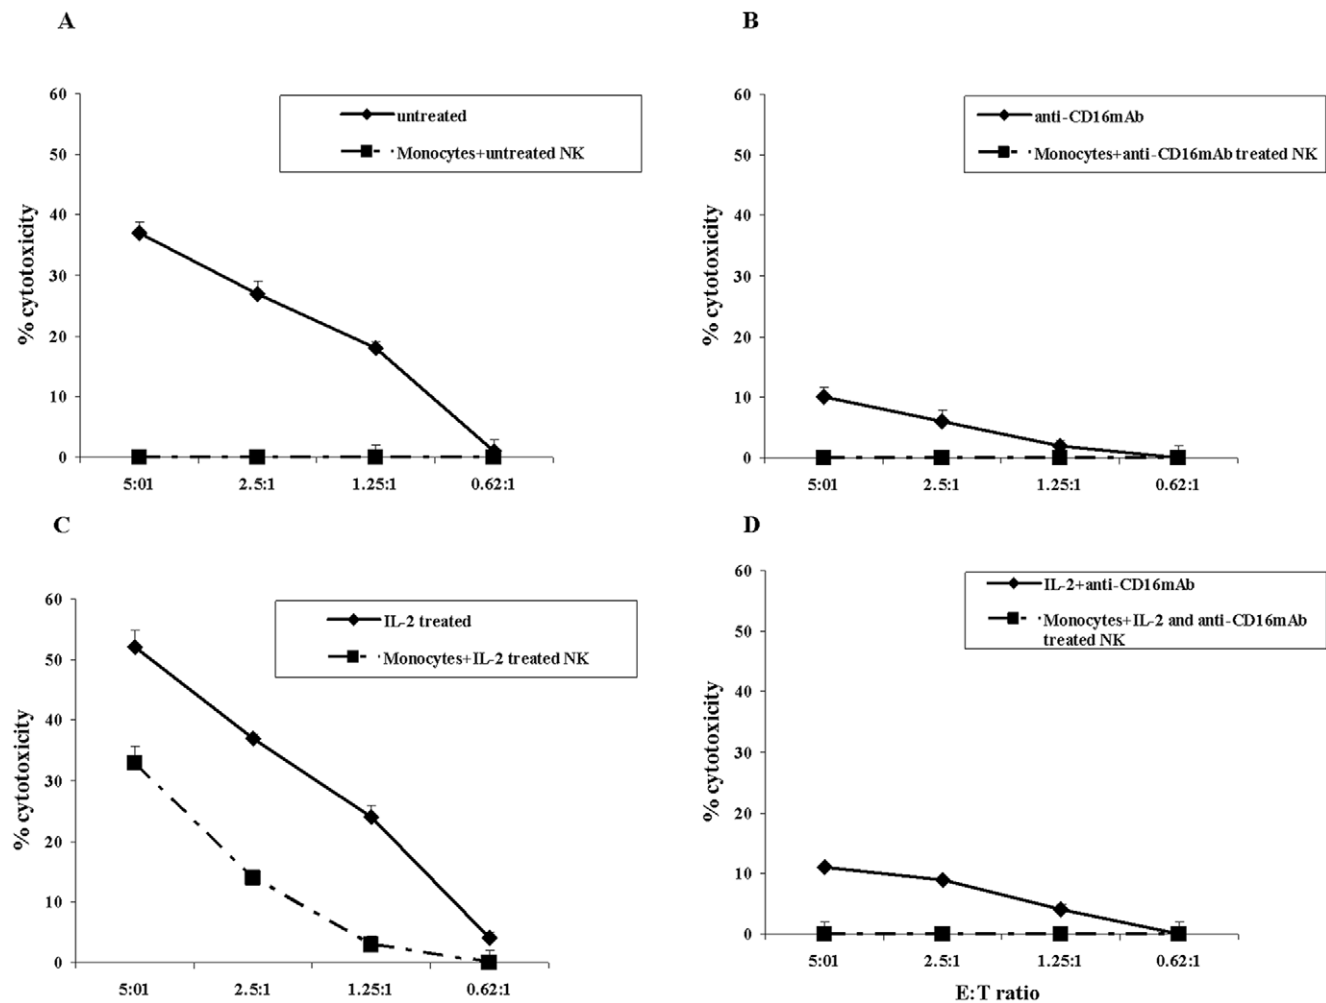 A
60
50
40
30
20
10
0
% cytotoxicity
untreated
Monocytes+untreated NK
5:01 2.5:1 1.25:1 0.62:1
B
60
50
40
30
20
10
0
% cytotoxicity
anti-CD16mAb
Monocytes+anti-CD16mAb treated NK
5:01 2.5:1 1.25:1 0.62:1
C
60
50
40
30
20
10
0
% cytotoxicity
IL-2 treated
Monocytes+IL-2 treated NK
5:01 2.5:1 1.25:1 0.62:1
D
60
50
40
30
20
10
0
% cytotoxicity
IL-2+anti-CD16mAb
Monocytes+IL-2 and anti-CD16mAb
treated NK
5:01 2.5:1 1.25:1 0.62:1
E:T ratio